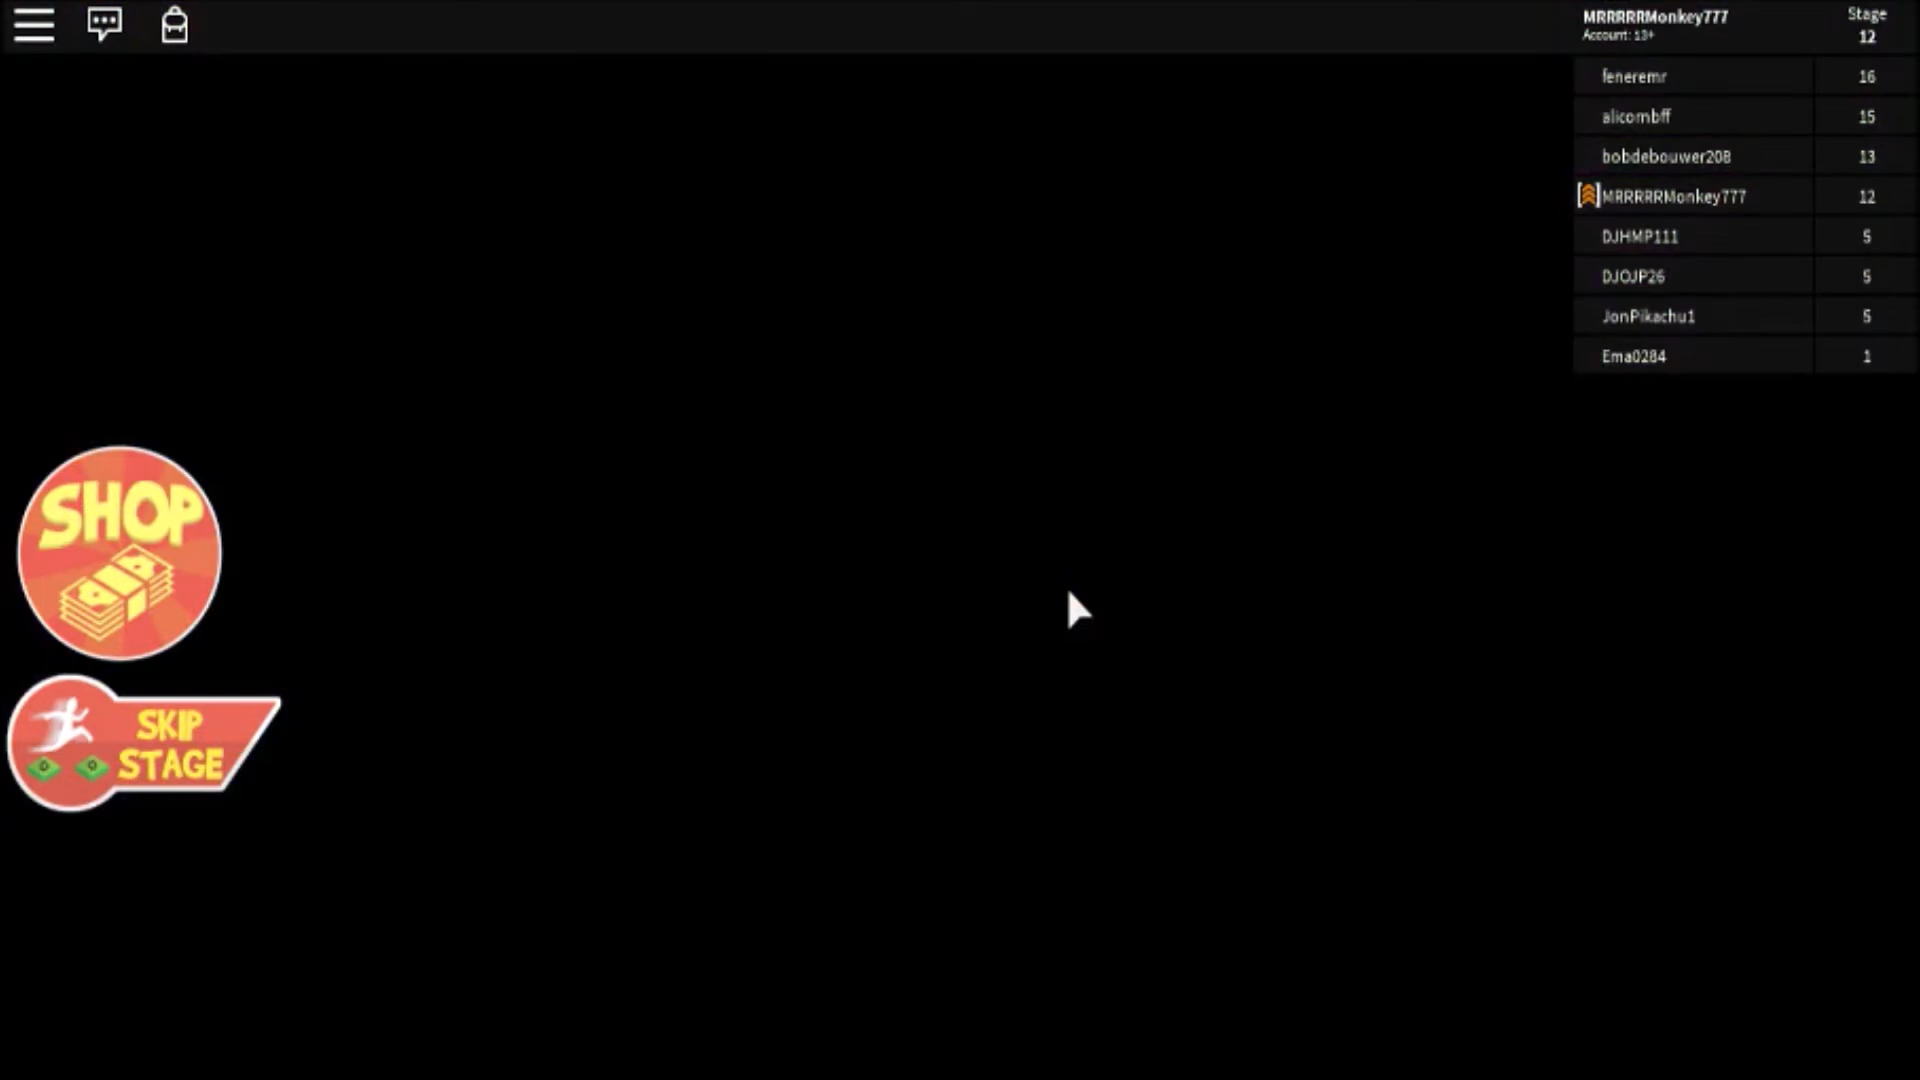 MRRRRRMonkey777 Stage
Account: 13+ 12
feneremr 16
alicombff 15
bobdebouwer208 13
MRRRRRMonkey777 12
DJHMP111 5
DJOJP26 5
JonPikachu1 5
Ema0284 1
SHOP
SKIP
STAGE